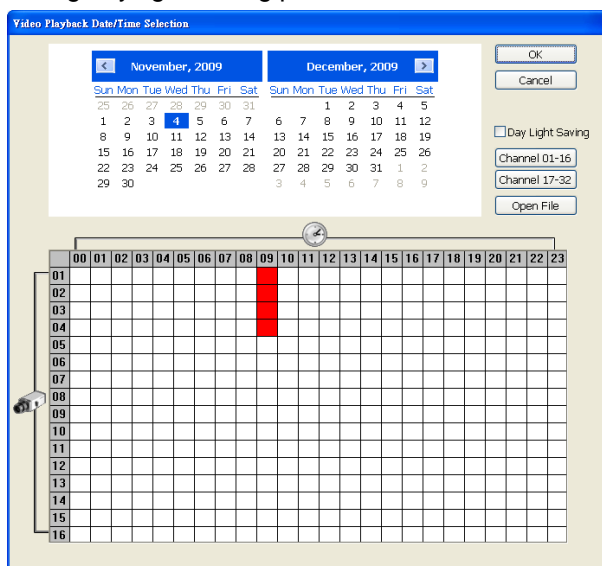 Video Playback Date/Time Selection
November, 2009
December, 2009
Sun Mon Tue Wed Thu Fri Sat
Sun Mon Tue Wed Thu Fri Sat
25 26 27 28 29 30 31
1 2 3 4 5
1 2 3 4 5 6 7
6 7 8 9 10 11 12
8 9 10 11 12 13 14
13 14 15 16 17 18 19
15 16 17 18 19 20 21
20 21 22 23 24 25 26
22 23 24 25 26 27 28
27 28 29 30 31 1 2
29 30
3 4 5 6 7 8 9
OK
Cancel
Day Light Saving
Channel 01-16
Channel 17-32
Open File
00 01 02 03 04 05 06 07 08 09 10 11 12 13 14 15 16 17 18 19 20 21 22 23
01
02
03
04
05
06
07
08
09
10
11
12
13
14
15
16